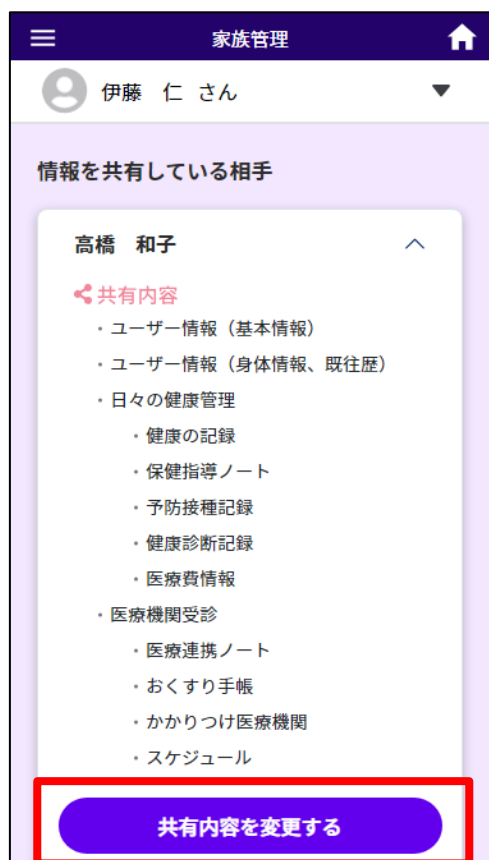 家族管理
伊藤　仁　さん
情報を共有している相手
高橋　和子
共有内容
・ユーザー情報（基本情報）
・ユーザー情報（身体情報、既往歴）
・日々の健康管理
・健康の記録
・保健指導ノート
・予防接種記録
・健康診断記録
・医療費情報
・医療機関受診
・医療連携ノート
・おくすり手帳
・かかりつけ医療機関
・スケジュール
共有内容を変更する